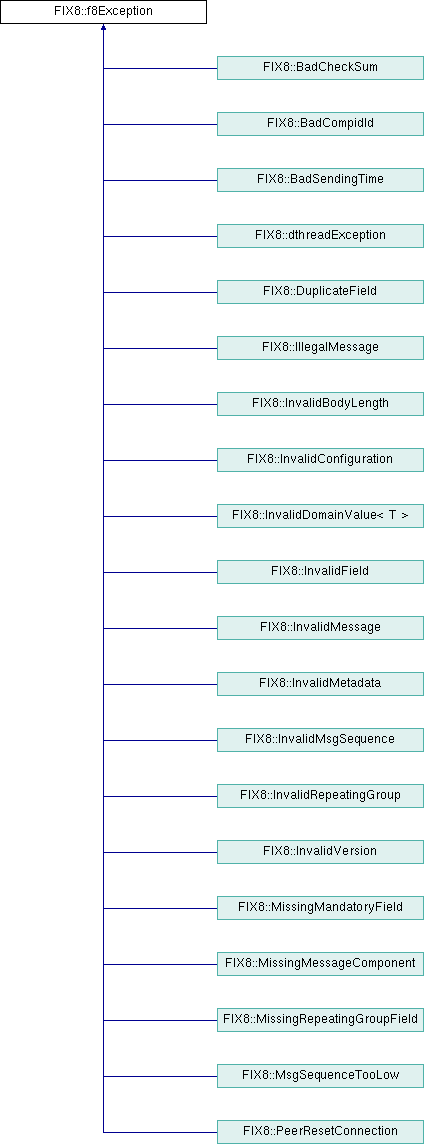 FIX8::f8Exception
FIX8::BadCheckSum
FIX8::BadCompidId
FIX8::BadSendingTime
FIX8::dthreadException
FIX8::DuplicateField
FIX8::IllegalMessage
FIX8::InvalidBodyLength
FIX8::InvalidConfiguration
FIX8::InvalidDomainValue< T >
FIX8::InvalidField
FIX8::InvalidMessage
FIX8::InvalidMetadata
FIX8::InvalidMsgSequence
FIX8::InvalidRepeatingGroup
FIX8::InvalidVersion
FIX8::MissingMandatoryField
FIX8::MissingMessageComponent
FIX8::MissingRepeatingGroupField
FIX8::MsgSequenceTooLow
FIX8::PeerResetConnection